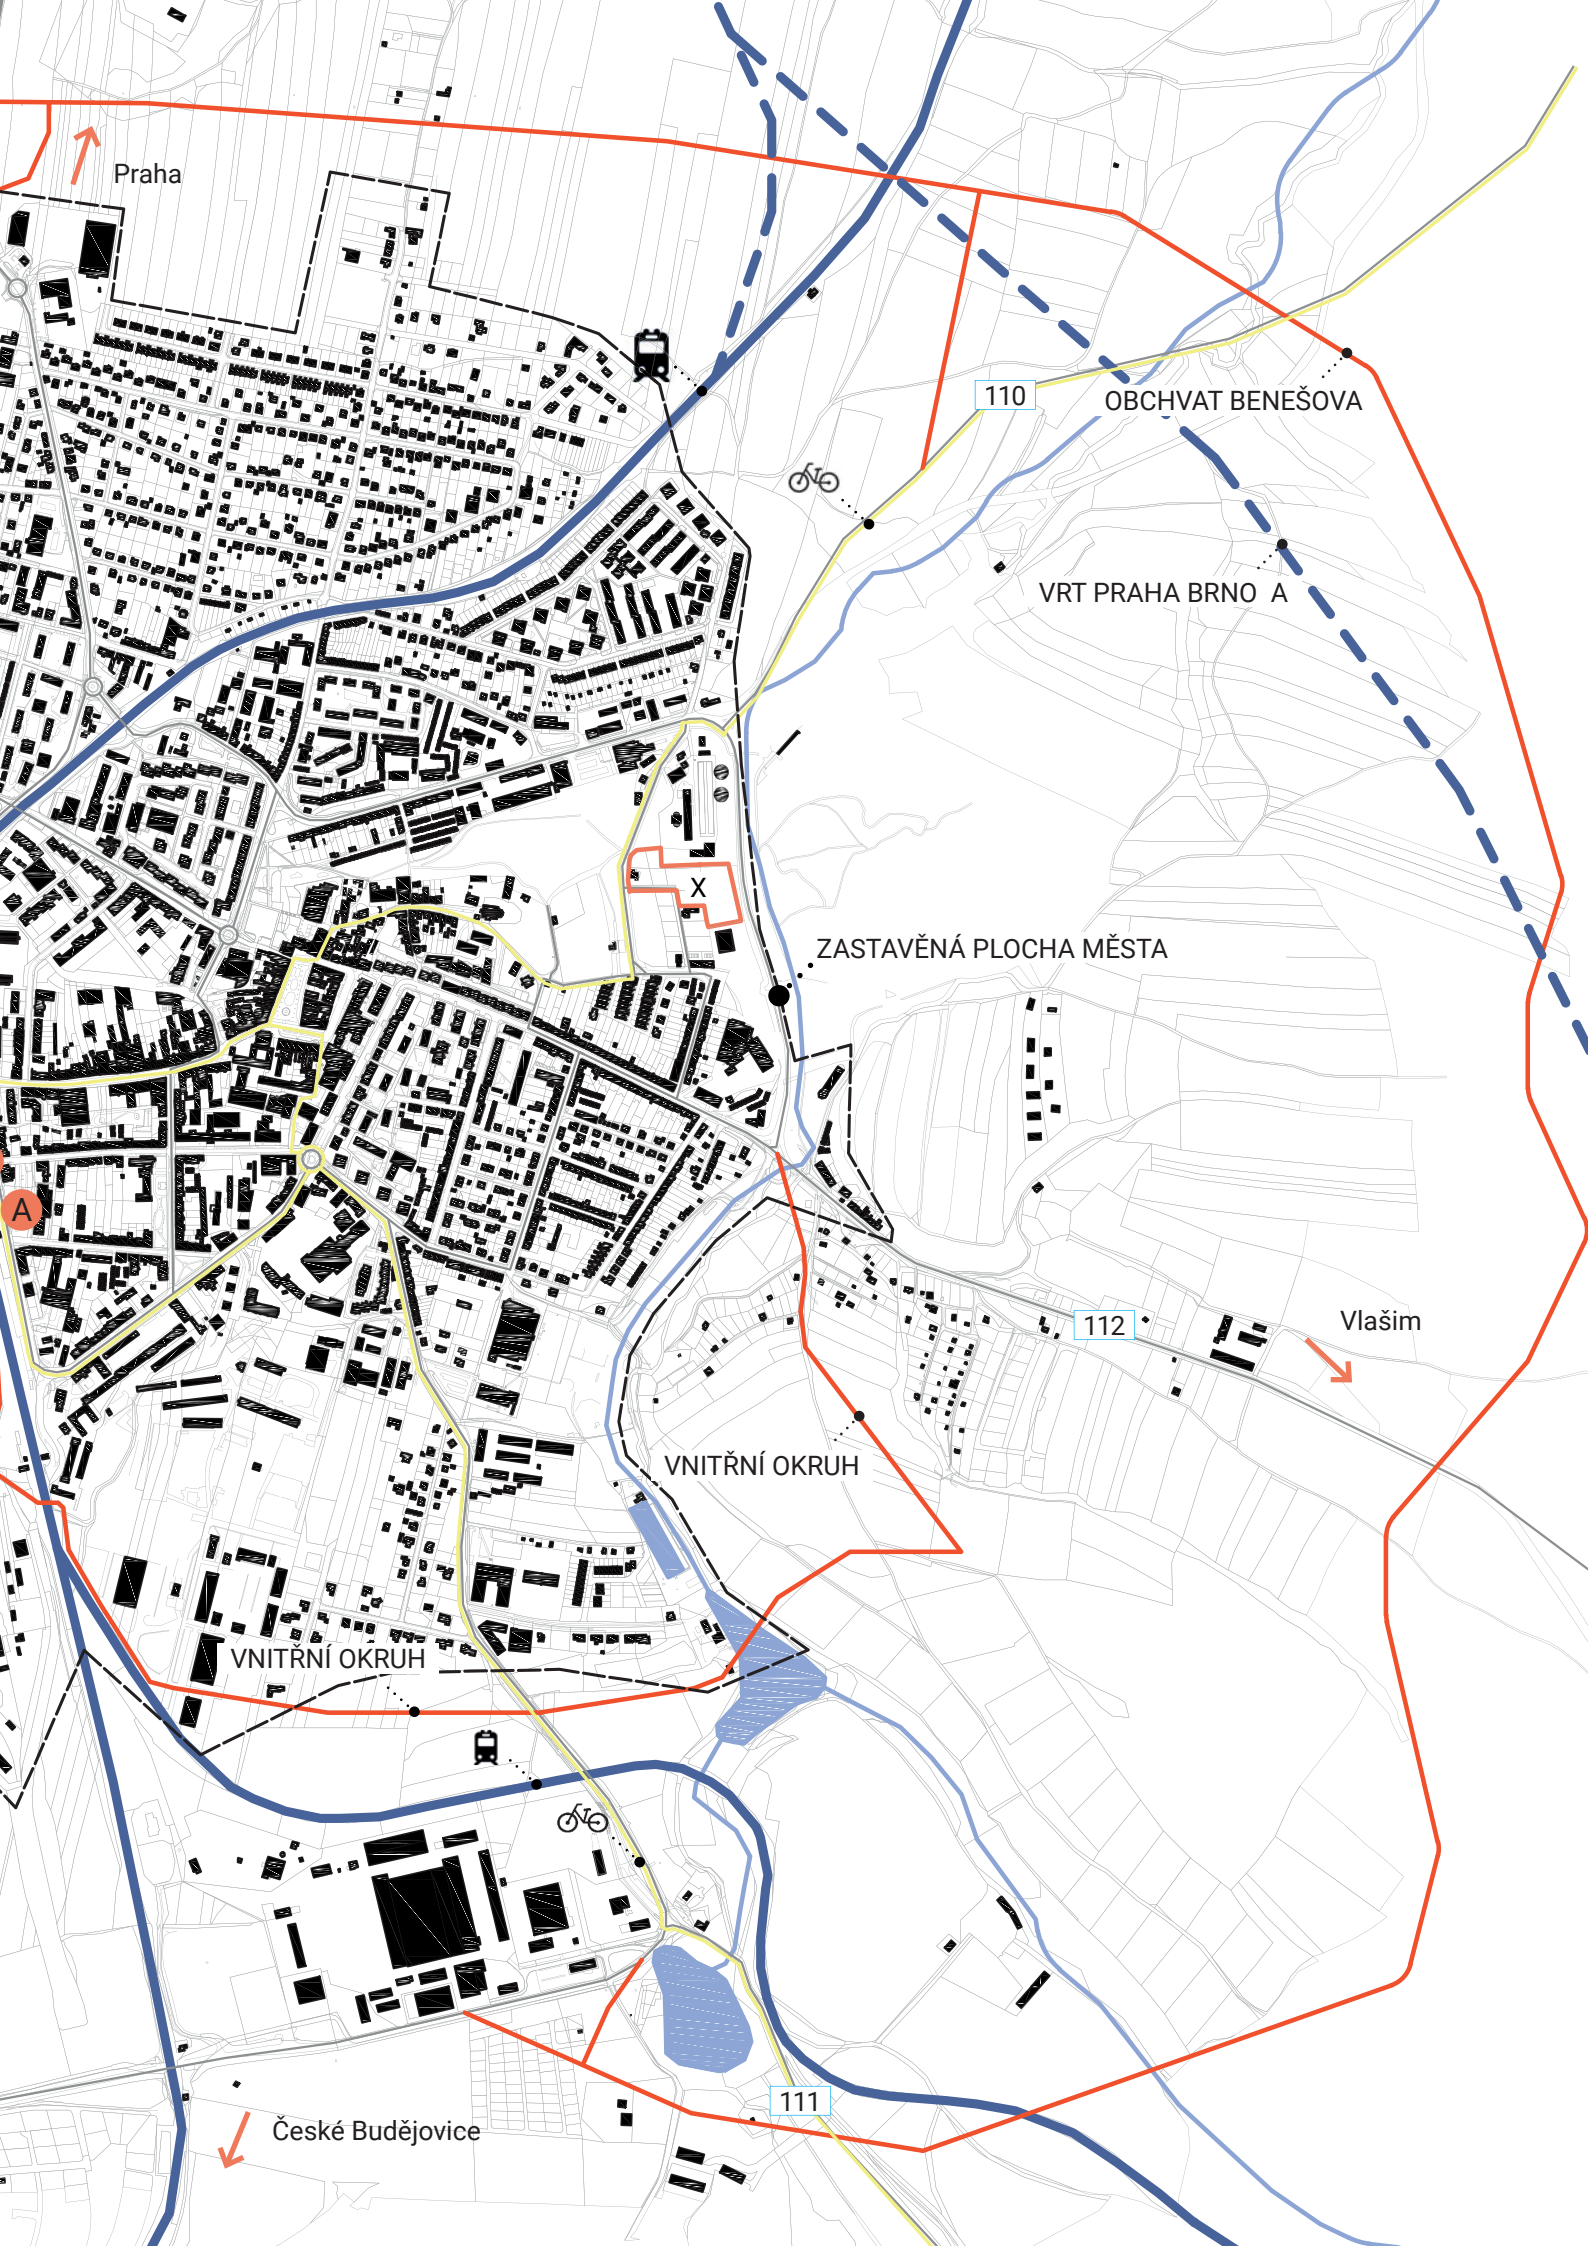 Praha
110
OBCHVAT BENEŠOVA
VRT PRAHA BRNO A
X
ZASTAVĚNÁ PLOCHA MĚSTA
A
112
Vlašim
VNITŘNÍ OKRUH
VNITŘNÍ OKRUH
111
České Budějovice